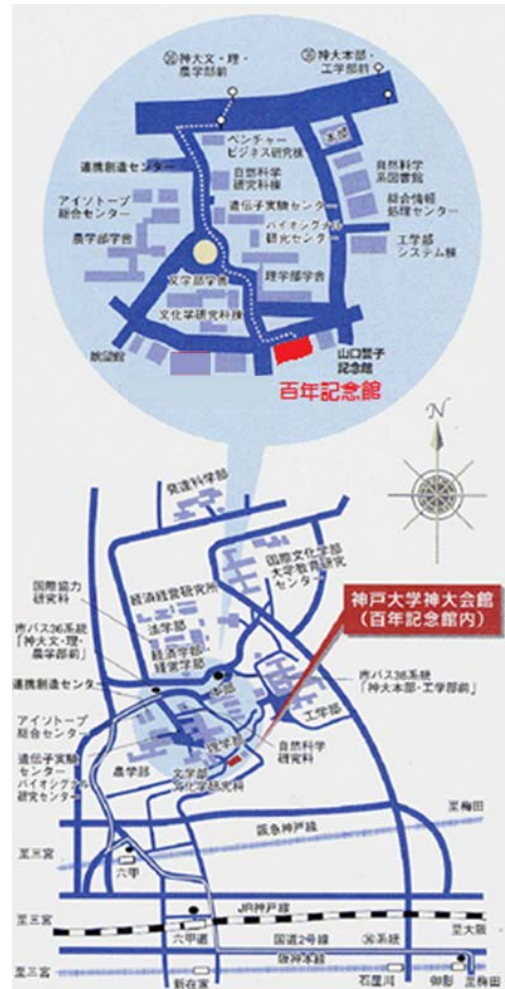 ㊱神大文・理・
農学部前
㊱神大本部・
工学部前
ベンチャー
ビジネス研究棟
本部
連携創造センター
自然科学
研究科棟
自然科学
系図書館
アイソトープ
総合センター
遺伝子実験センター
総合情報
処理センター
バイオシグナル
研究センター
農学部学舎
工学部
システム棟
文学部学舎
理学部学舎
文化学研究科棟
眺望館
山口誓子
記念館
百年記念館
N
発達科学部
国際文化学部
大学教育研究
センター
国際協力
研究科
経済経営研究所
法学部
神戸大学神大会館
(百年記念館内)
市バス36系統
「神大文・理・
農学部前」
経済学部
経営学部
市バス36系統
「神大本部・工学部前」
連携創造センター
本部
工学部
アイソトープ
総合センター
理学部
自然科学
研究科
遺伝子実験
センター
バイオシグナル
研究センター
農学部
文学部
文化学研究科
至梅田
阪急神戸線
至三宮
六甲
JR神戸線
至三宮
至大阪
六甲道
国道2号線
㊱系統
阪神本線
至三宮
新在家
石屋川
御影
至梅田